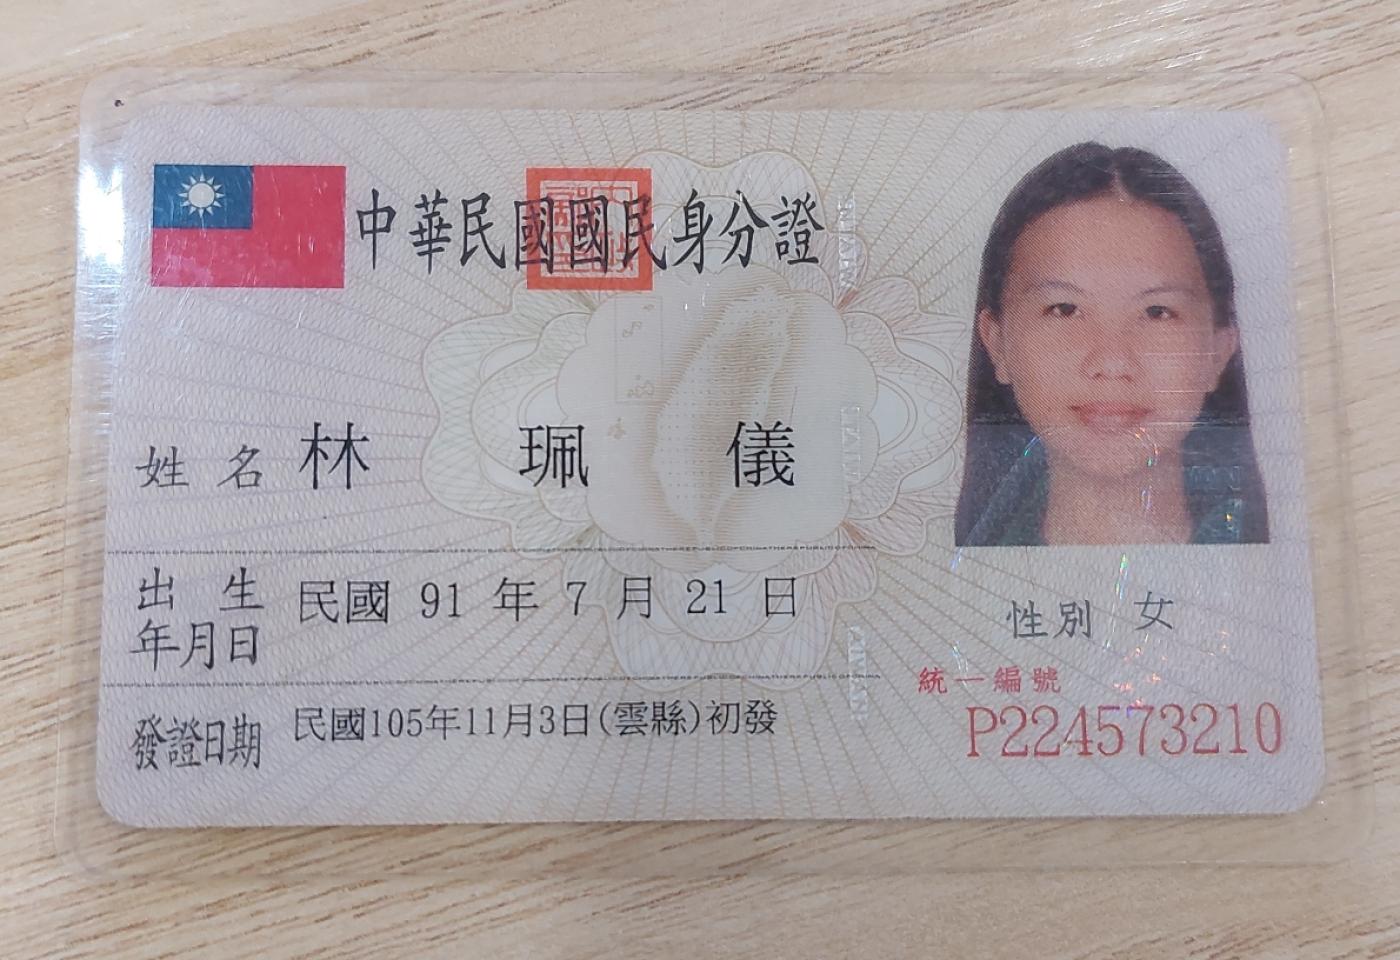 中華民國國民身分證
姓名 林珮儀
出生年月日 民國 91 年 7 月 21 日
性別 女
發證日期 民國105年11月3日(雲縣)初發
統一編號
P224573210